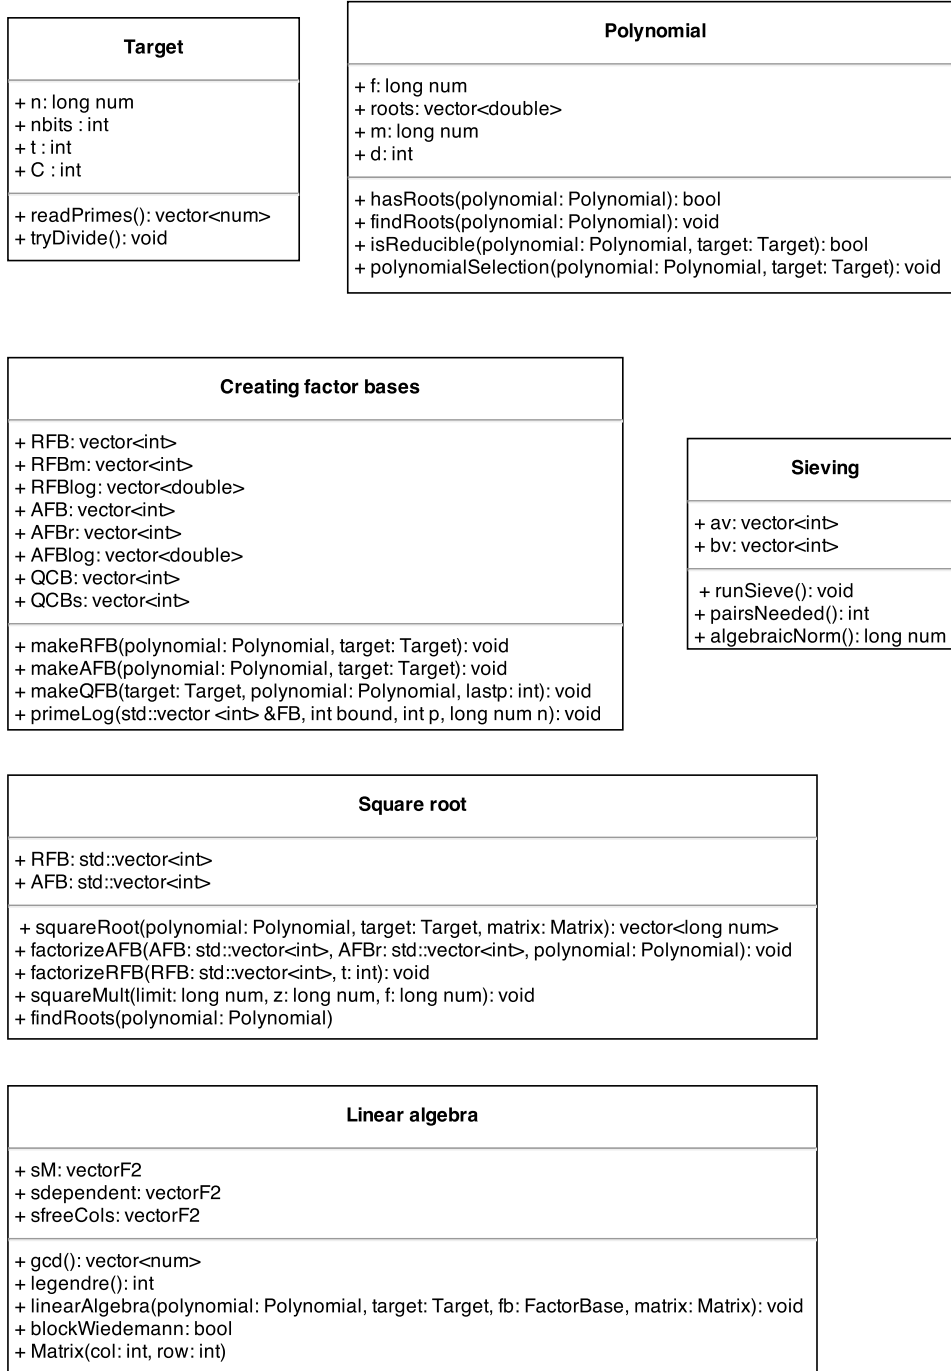 Target
+ n: long num
+ nbits : int
+ t : int
+ C : int
+ readPrimes(): vector<num>
+ tryDivide(): void
Polynomial
+ f: long num
+ roots: vector<double>
+ m: long num
+ d: int
+ hasRoots(polynomial: Polynomial): bool
+ findRoots(polynomial: Polynomial): void
+ isReducible(polynomial: Polynomial, target: Target): bool
+ polynomialSelection(polynomial: Polynomial, target: Target): void
Creating factor bases
+ RFB: vector<int>
+ RFBm: vector<int>
+ RFBlog: vector<double>
+ AFB: vector<int>
+ AFBr: vector<int>
+ AFBlog: vector<double>
+ QCB: vector<int>
+ QCBs: vector<int>
+ makeRFB(polynomial: Polynomial, target: Target): void
+ makeAFB(polynomial: Polynomial, target: Target): void
+ makeQFB(target: Target, polynomial: Polynomial, lastp: int): void
+ primeLog(std::vector <int> &FB, int bound, int p, long num n): void
Sieving
+ av: vector<int>
+ bv: vector<int>
+ runSieve(): void
+ pairsNeeded(): int
+ algebraicNorm(): long num
Square root
+ RFB: std::vector<int>
+ AFB: std::vector<int>
+ squareRoot(polynomial: Polynomial, target: Target, matrix: Matrix): vector<long num>
+ factorizeAFB(AFB: std::vector<int>, AFBr: std::vector<int>, polynomial: Polynomial): void
+ factorizeRFB(RFB: std::vector<int>, t: int): void
+ squareMult(limit: long num, z: long num, f: long num): void
+ findRoots(polynomial: Polynomial)
Linear algebra
+ sM: vectorF2
+ sdependent: vectorF2
+ sfreeCols: vectorF2
+ gcd(): vector<num>
+ legendre(): int
+ linearAlgebra(polynomial: Polynomial, target: Target, fb: FactorBase, matrix: Matrix): void
+ blockWiedemann: bool
+ Matrix(col: int, row: int)